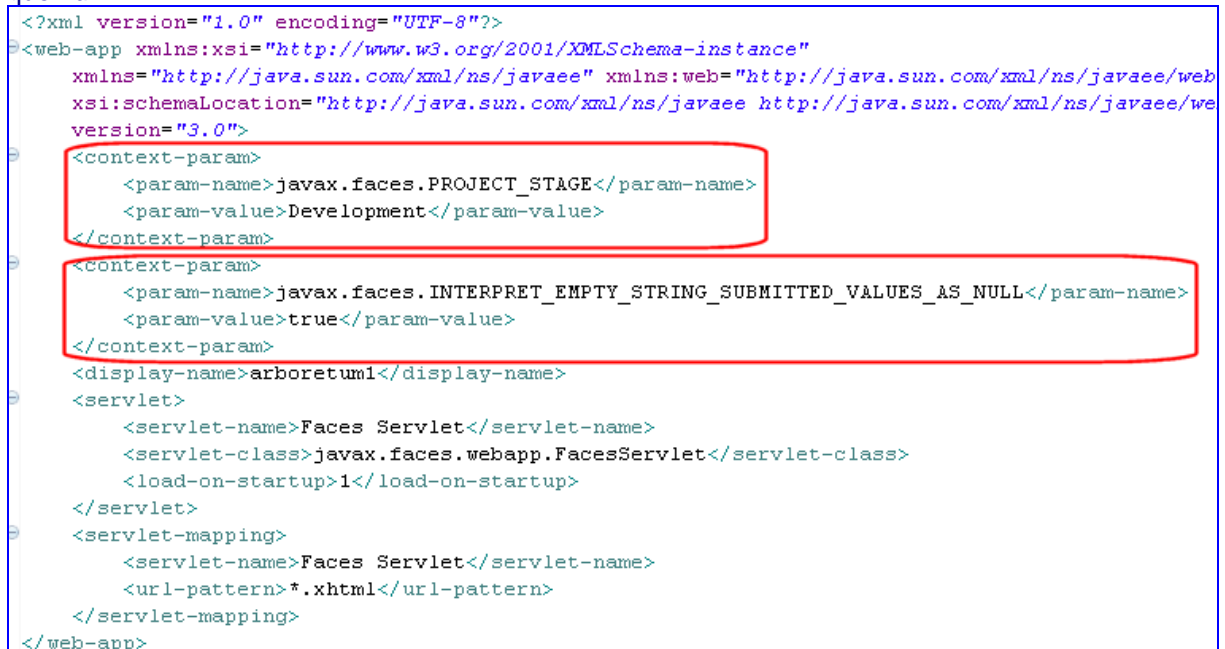 <?xml version="1.0" encoding="UTF-8"?>
<web-app xmlns:xsi="http://www.w3.org/2001/XMLSchema-instance"
xmlns="http://java.sun.com/xml/ns/javaee" xmlns:web="http://java.sun.com/xml/ns/javaee/web
xsi:schemaLocation="http://java.sun.com/xml/ns/javaee http://java.sun.com/xml/ns/javaee/we
version="3.0">
<context-param>
<param-name>javax.faces.PROJECT_STAGE</param-name>
<param-value>Development</param-value>
</context-param>
<context-param>
<param-name>javax.faces.INTERPRET_EMPTY_STRING_SUBMITTED_VALUES_AS_NULL</param-name>
<param-value>true</param-value>
</context-param>
<display-name>arboretum1</display-name>
<servlet>
<servlet-name>Faces Servlet</servlet-name>
<servlet-class>javax.faces.webapp.FacesServlet</servlet-class>
<load-on-startup>1</load-on-startup>
</servlet>
<servlet-mapping>
<servlet-name>Faces Servlet</servlet-name>
<url-pattern>*.xhtml</url-pattern>
</servlet-mapping>
</web-app>